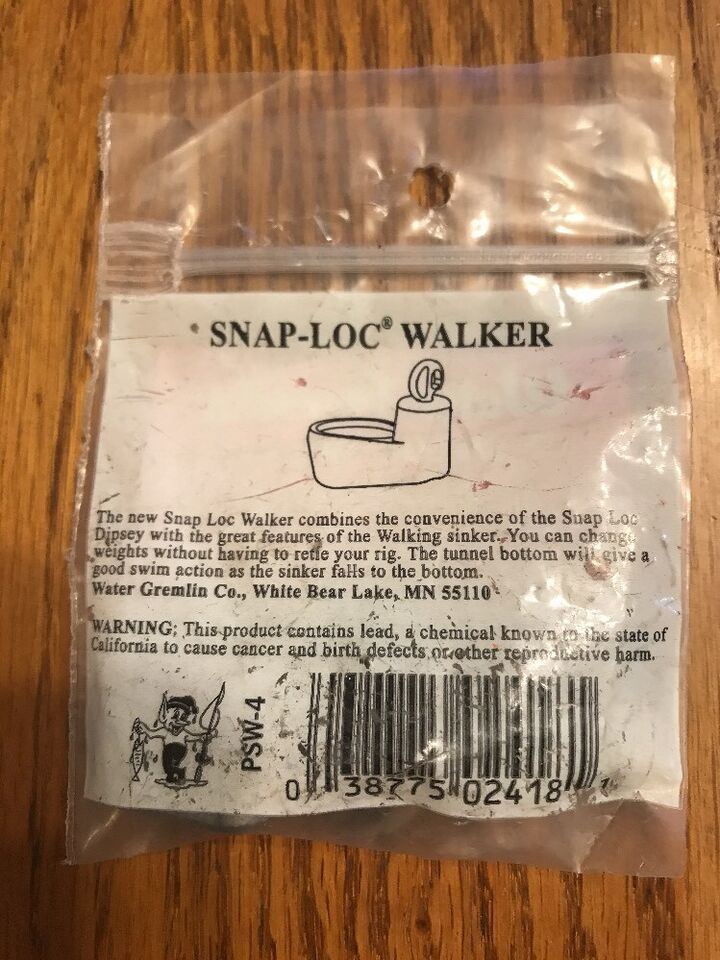 SNAP-LOC® WALKER
The new Snap Loc Walker combines the convenience of the Snap Loc
Dipsey with the great features of the Walking sinker. You can change
weights without having to retie your rig. The tunnel bottom will give a
good swim action as the sinker falls to the bottom.
Water Gremlin Co., White Bear Lake, MN 55110
WARNING: This product contains lead, a chemical known to the state of
California to cause cancer and birth defects or other reproductive harm.
PSW-4
0 38775 02418